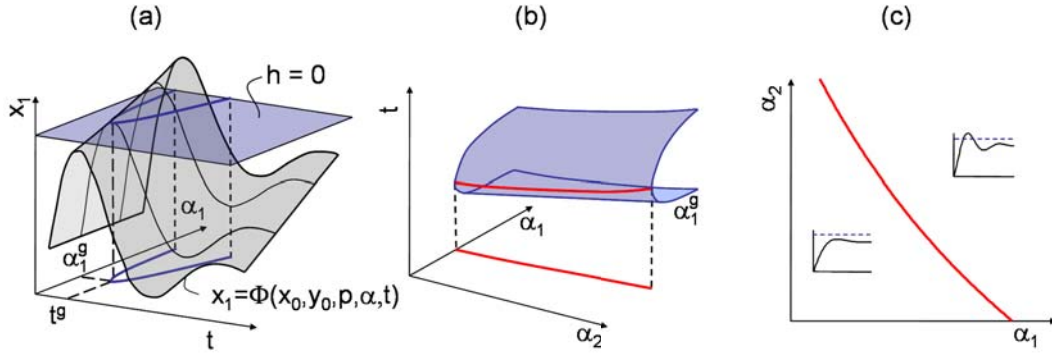 (a)
(b)
(c)
h = 0
x₁
α₁
α₁ᵍ
tᵍ
t
x₁=Φ(x₀,y₀,p,α,t)
t
α₁
α₁ᵍ
α₂
α₂
α₁